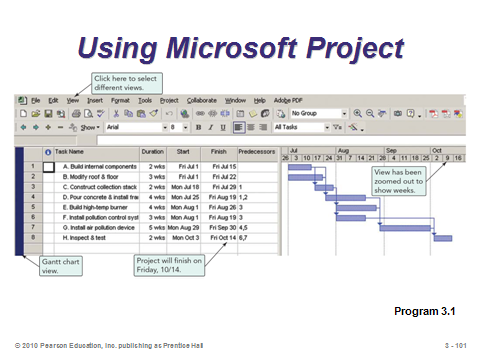 Using Microsoft Project
Click here to select
different views.
File Edit View Insert Format Tools Project Collaborate Window Help Adobe PDF
No Group
Show Arial 8 B I U All Tasks
Task Name Duration Start Finish Predecessors
Jul Aug Sep Oct
26 3 10 17 24 31 7 14 21 28 4 11 18 25 2 9 16
1 A. Build internal components 2 wks Fri Jul 1 Fri Jul 15
2 B. Modify roof & floor 3 wks Fri Jul 1 Fri Jul 22
3 C. Construct collection stack 2 wks Mon Jul 18 Fri Jul 29 1
4 D. Pour concrete & install fra 4 wks Mon Jul 25 Fri Aug 19 1,2
5 E. Build high-temp burner 4 wks Mon Aug 1 Fri Aug 26 3
6 F. Install pollution control syst 3 wks Mon Aug 1 Fri Aug 19 3
7 G. Install air pollution device 5 wks Mon Aug 29 Fri Sep 30 4,5
8 H. Inspect & test 2 wks Mon Oct 3 Fri Oct 14 6,7
View has been
zoomed out to
show weeks.
Gantt chart
view.
Project will finish on
Friday, 10/14.
Program 3.1
© 2010 Pearson Education, Inc. publishing as Prentice Hall
3 - 101